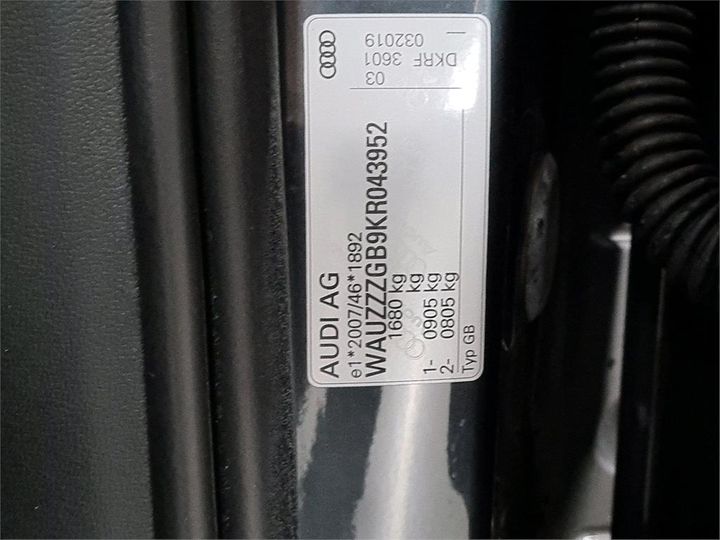 AUDI AG
e1*2007/46*1892
WAUZZZGB9KR043952
1680 kg
kg
1- 0905 kg
2- 0805 kg
Typ GB
03
DKRF 3601
032019